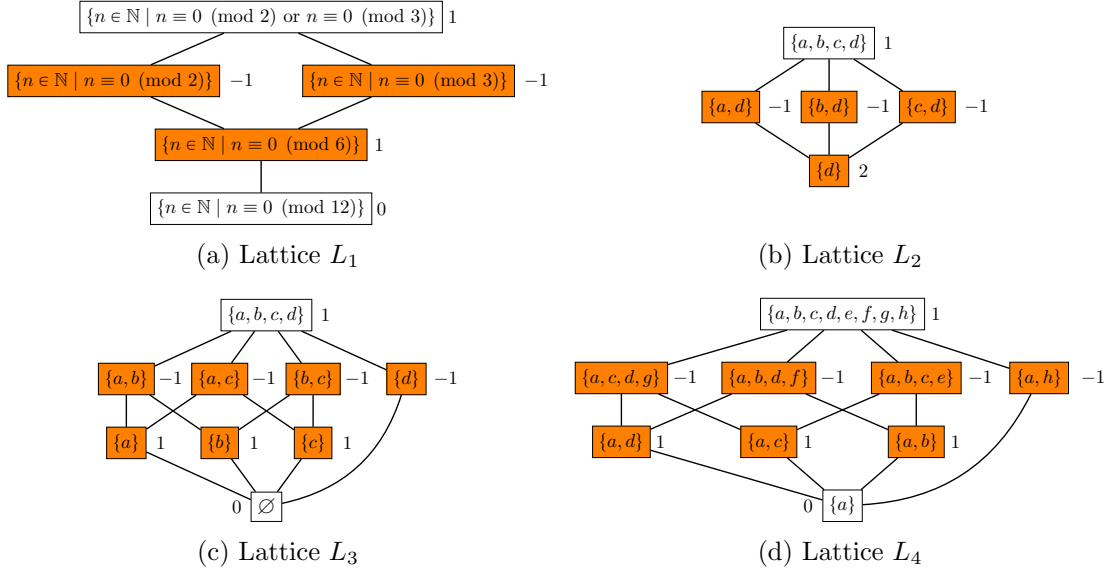 {n ∈ ℕ | n ≡ 0 (mod 2) or n ≡ 0 (mod 3)} 1
{n ∈ ℕ | n ≡ 0 (mod 2)} −1 {n ∈ ℕ | n ≡ 0 (mod 3)} −1
{n ∈ ℕ | n ≡ 0 (mod 6)} 1
{n ∈ ℕ | n ≡ 0 (mod 12)} 0
(a) Lattice L₁
{a, b, c, d} 1
{a, d} −1 {b, d} −1 {c, d} −1
{d} 2
(b) Lattice L₂
{a, b, c, d} 1
{a, b} −1 {a, c} −1 {b, c} −1 {d} −1
{a} 1 {b} 1 {c} 1
0 ∅
(c) Lattice L₃
{a, b, c, d, e, f, g, h} 1
{a, c, d, g} −1 {a, b, d, f} −1 {a, b, c, e} −1 {a, h} −1
{a, d} 1 {a, c} 1 {a, b} 1
0 {a}
(d) Lattice L₄